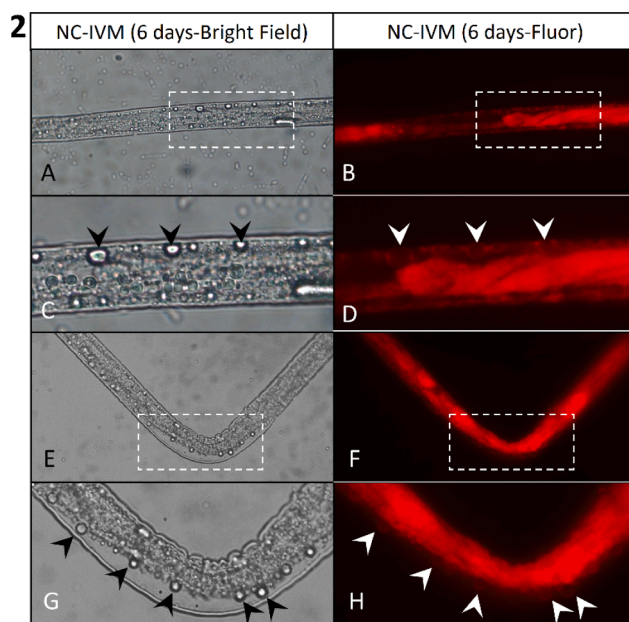 2
NC-IVM (6 days-Bright Field) NC-IVM (6 days-Fluor)
A B
C D
E F
G H